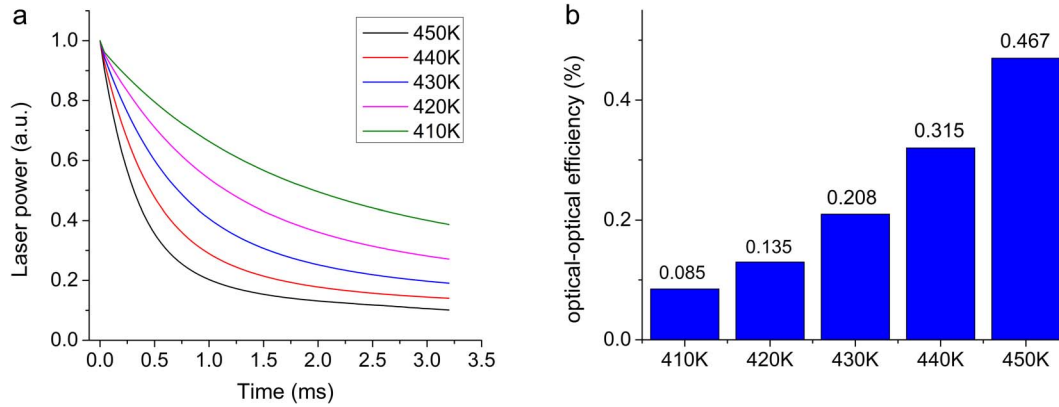 a
Laser power (a.u.)
1.0
0.8
0.6
0.4
0.2
0.0
0.0 0.5 1.0 1.5 2.0 2.5 3.0 3.5
Time (ms)
450K
440K
430K
420K
410K
b
optical-optical efficiency (%)
0.4
0.2
0.0
0.085
0.135
0.208
0.315
0.467
410K 420K 430K 440K 450K